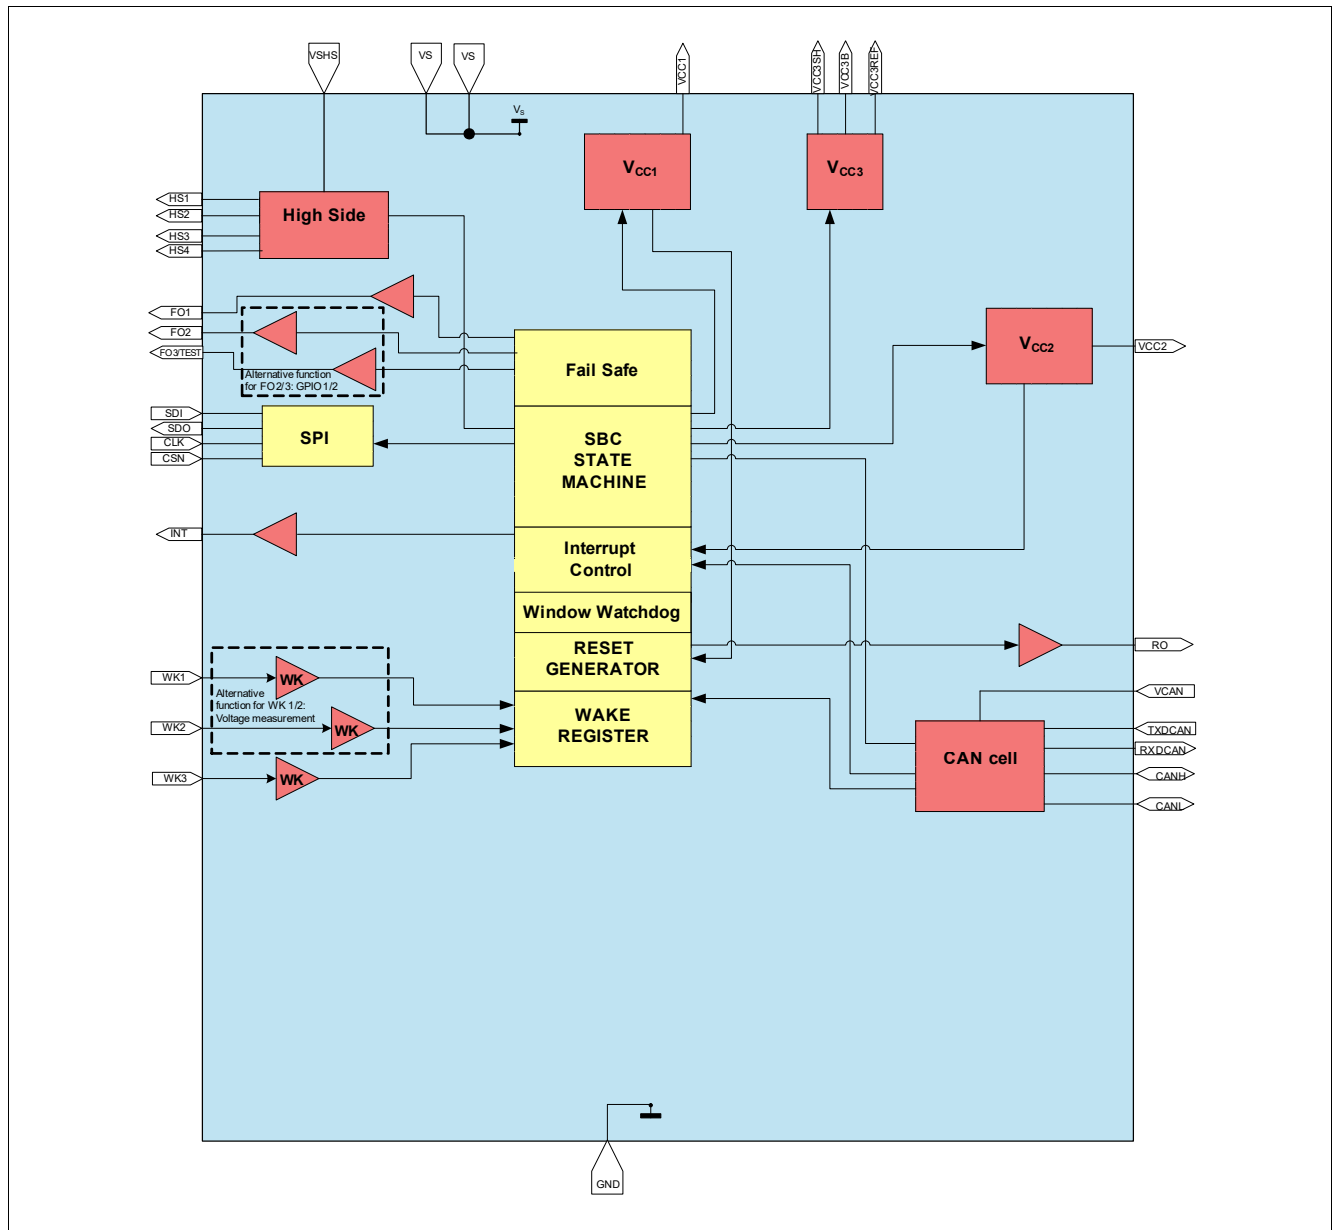 VSHS
VS
VS
VCC1
VCC3SH
VCC3B
VCC3REF
Vs
VCC1
VCC3
High Side
HS1
HS2
HS3
HS4
FO1
FO2
FO3/TEST
Alternative function
for FO2/3: GPIO1/2
Fail Safe
VCC2
VCC2
SDI
SDO
CLK
CSN
SPI
SBC
STATE
MACHINE
INT
Interrupt
Control
Window Watchdog
RESET
GENERATOR
RO
WK1
WK
Alternative
function for WK 1/2:
Voltage measurement
WK2
WK
WK3
WK
WAKE
REGISTER
VCAN
CAN cell
TXDCAN
RXDCAN
CANH
CANL
GND